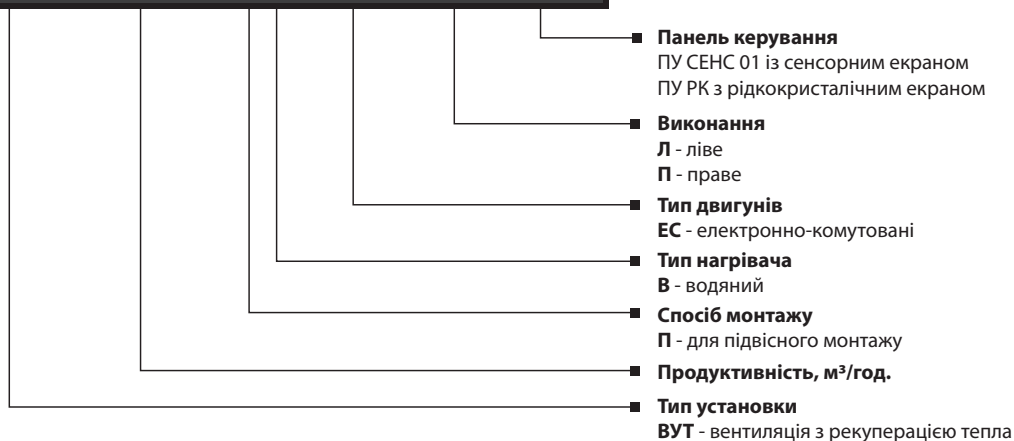 Панель керування
ПУ СЕНС 01 із сенсорним екраном
ПУ РК з рідкокристалічним екраном
Виконання
Л - ліве
П - праве
Тип двигунів
ЕС - електронно-комутовані
Тип нагрівача
В - водяний
Спосіб монтажу
П - для підвісного монтажу
Продуктивність, м³/год.
Тип установки
ВУТ - вентиляція з рекуперацією тепла